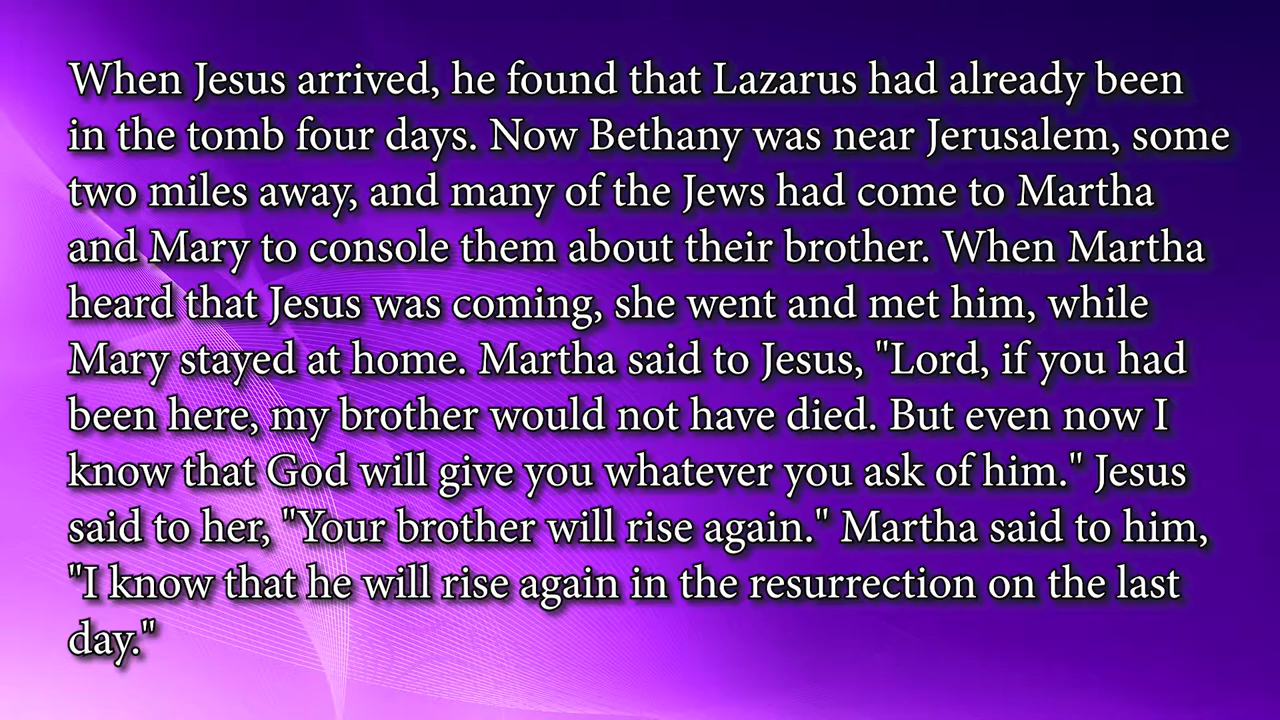 When Jesus arrived, he found that Lazarus had already been
in the tomb four days. Now Bethany was near Jerusalem, some
two miles away, and many of the Jews had come to Martha
and Mary to console them about their brother. When Martha
heard that Jesus was coming, she went and met him, while
Mary stayed at home. Martha said to Jesus, "Lord, if you had
been here, my brother would not have died. But even now I
know that God will give you whatever you ask of him." Jesus
said to her, "Your brother will rise again." Martha said to him,
"I know that he will rise again in the resurrection on the last
day."